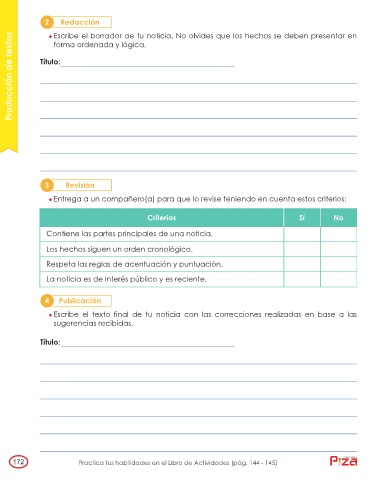 Producción de textos
2 Redacción
• Escribe el borrador de tu noticia. No olvides que los hechos se deben presentar en
forma ordenada y lógica.
Título:
3 Revisión
• Entrega a un compañero(a) para que lo revise teniendo en cuenta estos criterios:
Criterios Sí No
Contiene las partes principales de una noticia.
Los hechos siguen un orden cronológico.
Respeta las reglas de acentuación y puntuación.
La noticia es de interés público y es reciente.
4 Publicación
• Escribe el texto final de tu noticia con las correcciones realizadas en base a las
sugerencias recibidas.
Título:
172
Practica tus habilidades en el Libro de Actividades (pág. 144 - 145)
Piza